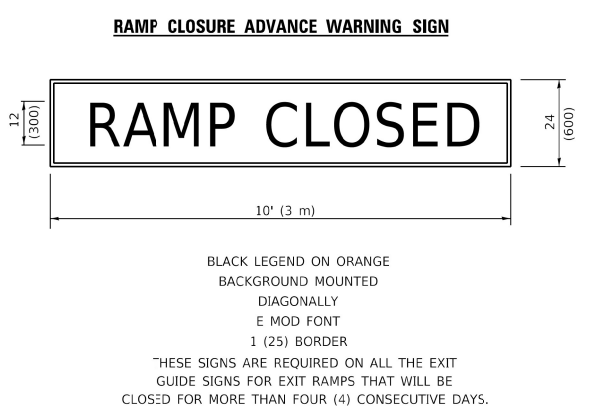 RAMP CLOSURE ADVANCE WARNING SIGN
RAMP CLOSED
12
(300)
24
(600)
10' (3 m)
BLACK LEGEND ON ORANGE
BACKGROUND MOUNTED
DIAGONALLY
E MOD FONT
1 (25) BORDER
THESE SIGNS ARE REQUIRED ON ALL THE EXIT
GUIDE SIGNS FOR EXIT RAMPS THAT WILL BE
CLOSED FOR MORE THAN FOUR (4) CONSECUTIVE DAYS.